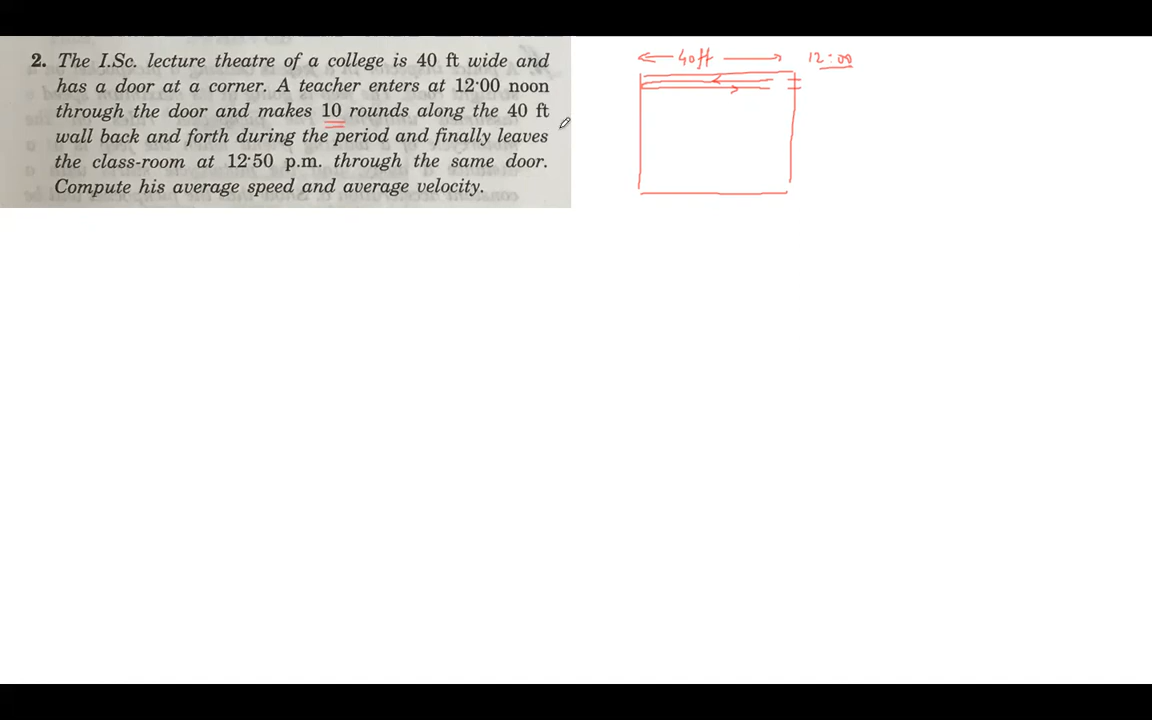 2. The I.Sc. lecture theatre of a college is 40 ft wide and
has a door at a corner. A teacher enters at 12·00 noon
through the door and makes 10 rounds along the 40 ft
wall back and forth during the period and finally leaves
the class-room at 12·50 p.m. through the same door.
Compute his average speed and average velocity.
40ft
12:00